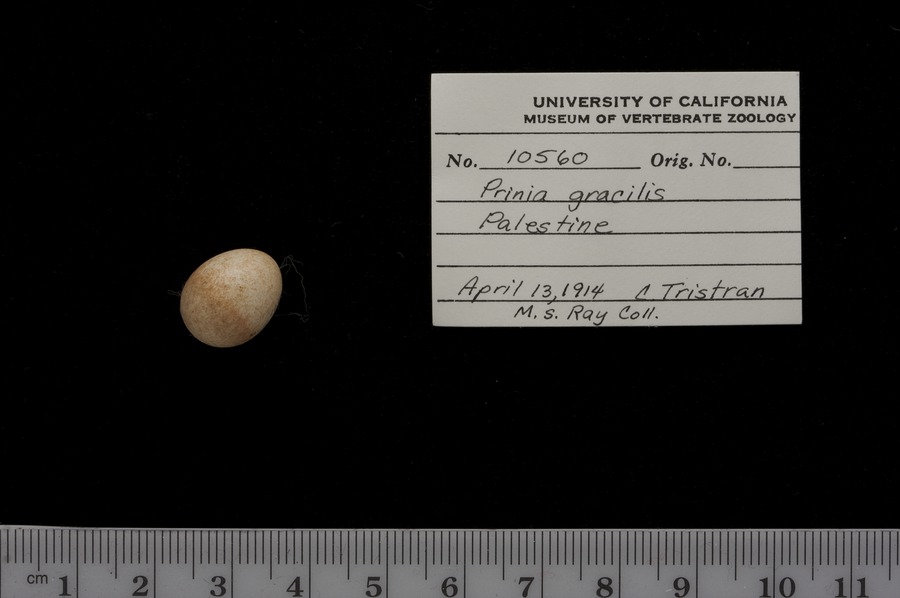 UNIVERSITY OF CALIFORNIA
MUSEUM OF VERTEBRATE ZOOLOGY
No. 10560 Orig. No.
Prinia gracilis
Palestine
April 13, 1914 C Tristran
M. S. Ray Coll.
cm 1 2 3 4 5 6 7 8 9 10 11